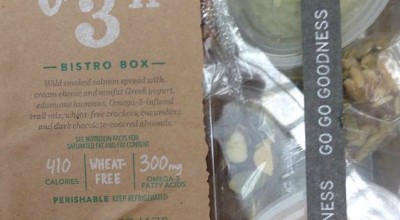 3
BISTRO BOX
Wild smoked salmon spread with
cream cheese and nonfat Greek yogurt,
edamame hummus, Omega-3-infused
trail mix, wheat-free crackers, cucumbers
and dark chocolate-covered almonds.
SEE NUTRITION FACTS FOR
SATURATED FAT AND FAT CONTENT
410
CALORIES
WHEAT-
FREE
300mg
OMEGA-3
FATTY ACIDS
PERISHABLE KEEP REFRIGERATED
GO GO GOODNESS